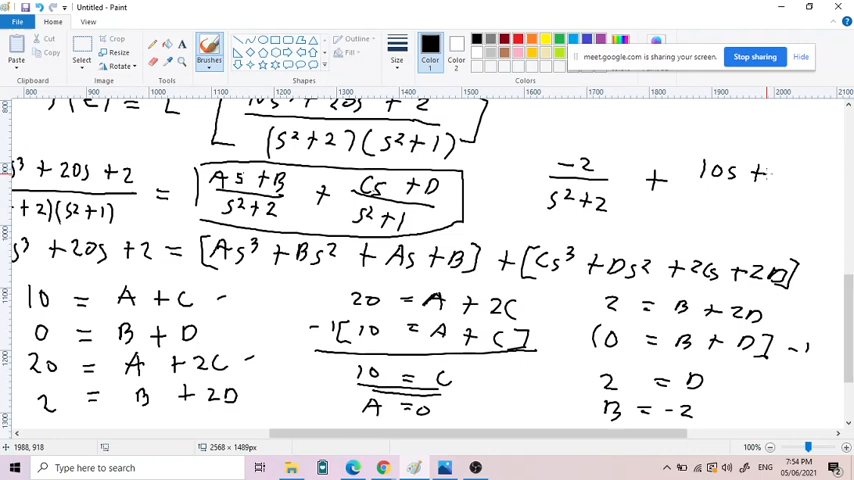 Untitled - Paint
File Home View
Cut
Copy
Paste
Clipboard
Select
Crop
Resize
Rotate
Image
Tools
Brushes
Shapes
Outline
Fill
Size
Color 1
Color 2
Colors
meet.google.com is sharing your screen. Stop sharing Hide
800 900 1000 1100 1200 1300 1400 1500 1600 1700 1800 1900 2000 2100
(s²+2)(s²+1)
s³ + 20s + 2 / +2)(s²+1) = As + B / s²+2 + Cs + D / s²+1
-2 / s²+2 + 10s +
s³ + 20s + 2 = [As³ + Bs² + As + B] + [Cs³ + Ds² + 2Cs + 2D]
10 = A + C -
0 = B + D
20 = A + 2C -
2 = B + 2D
20 = A + 2C
-1[10 = A + C]
10 = C
A = 0
2 = B + 2D
(0 = B + D] -1
2 = D
B = -2
1988, 918 2568 × 1489px 100%
Type here to search
ENG
7:54 PM
05/06/2021
2